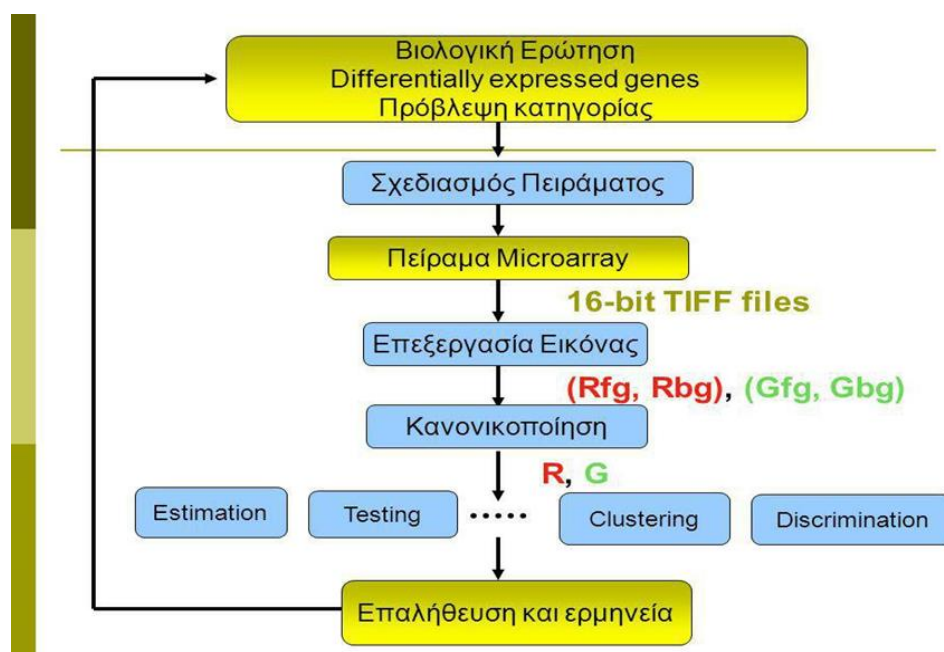 Βιολογική Ερώτηση
Differentially expressed genes
Πρόβλεψη κατηγορίας
Σχεδιασμός Πειράματος
Πείραμα Microarray
16-bit TIFF files
Επεξεργασία Εικόνας
(Rfg, Rbg), (Gfg, Gbg)
Κανονικοποίηση
R, G
Estimation Testing ..... Clustering Discrimination
Επαλήθευση και ερμηνεία